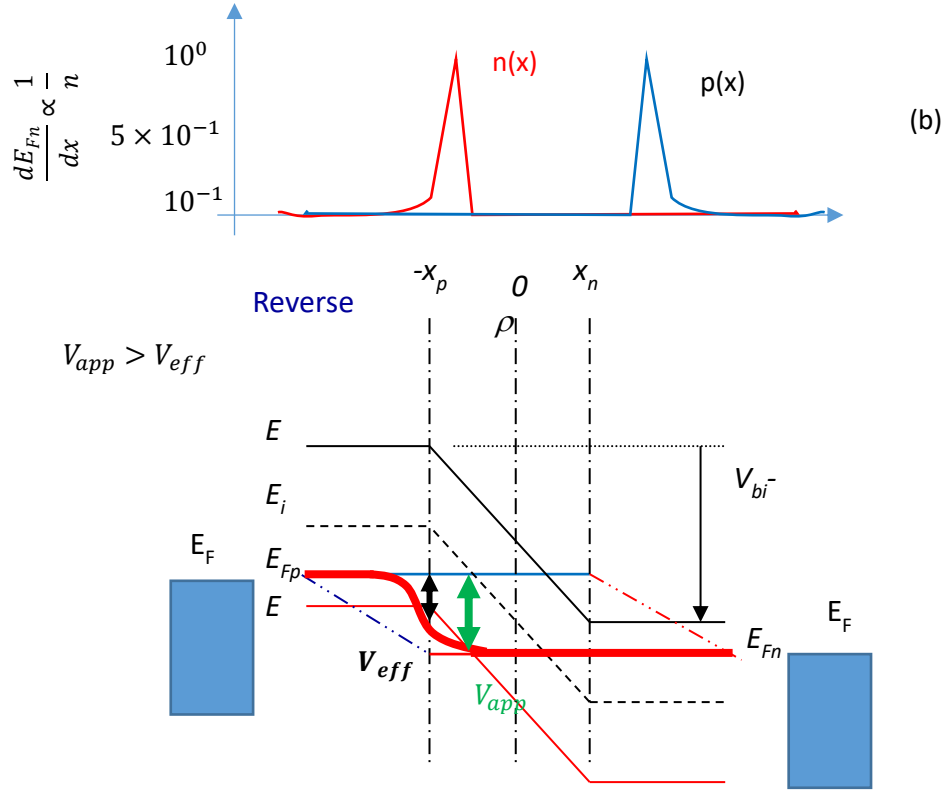 dE_Fn/dx ∝ 1/n
10^0
5 × 10^-1
10^-1
n(x)
p(x)
(b)
-x_p
0
x_n
Reverse
ρ
V_app > V_eff
E
V_bi-
E_i
E_F
E_Fp
E
E_F
E_Fn
V_eff
V_app